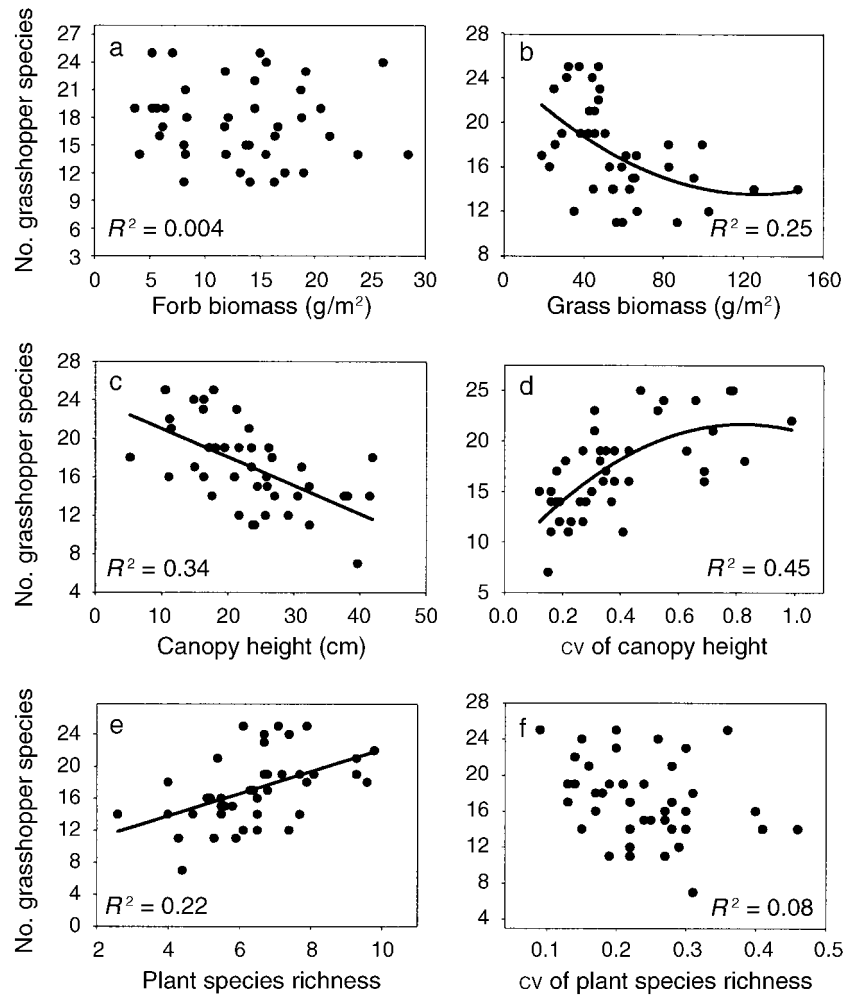 a
No. grasshopper species
27
24
21
18
15
12
9
6
3
R² = 0.004
0 5 10 15 20 25 30
Forb biomass (g/m²)
b
28
24
20
16
12
8
R² = 0.25
0 40 80 120 160
Grass biomass (g/m²)
c
No. grasshopper species
28
24
20
16
12
8
4
R² = 0.34
0 10 20 30 40 50
Canopy height (cm)
d
25
20
15
10
5
R² = 0.45
0.0 0.2 0.4 0.6 0.8 1.0
CV of canopy height
e
No. grasshopper species
24
20
16
12
8
4
0
R² = 0.22
2 4 6 8 10
Plant species richness
f
28
24
20
16
12
8
4
R² = 0.08
0.1 0.2 0.3 0.4 0.5
CV of plant species richness